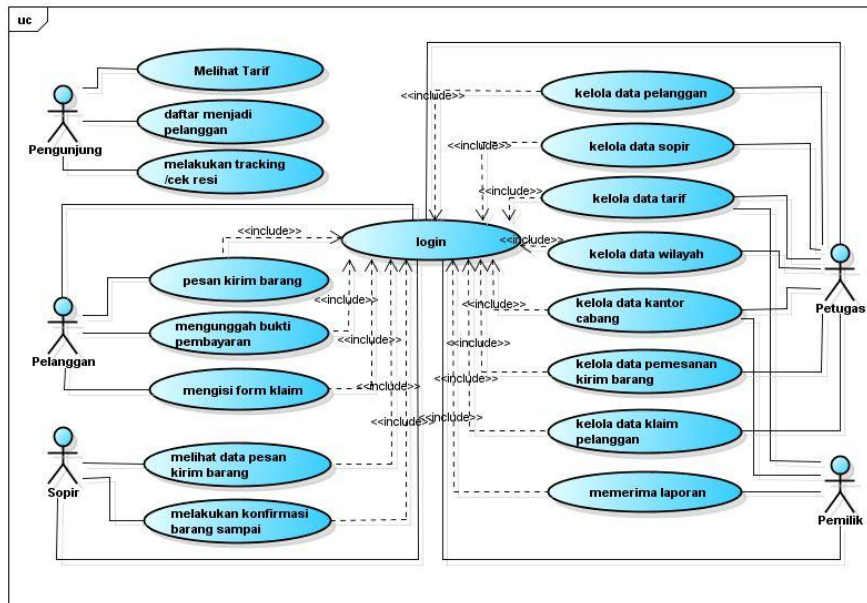 uc
Melihat Tarif
daftar menjadi
pelanggan
melakukan tracking
/cek resi
Pengunjung
<<include>>
pesan kirim barang
mengunggah bukti
pembayaran
mengisi form klaim
Pelanggan
melihat data pesan
kirim barang
melakukan konfirmasi
barang sampai
Sopir
login
<<include>>
<<include>>
<<include>>
<<include>>
<<include>>
<<include>>
<<include>>
<<include>>
<<include>>
<<include>>
<<include>>
<<include>>
kelola data pelanggan
kelola data sopir
kelola data tarif
kelola data wilayah
kelola data kantor
cabang
kelola data pemesanan
kirim barang
kelola data klaim
pelanggan
memerima laporan
Petugas
Pemilik